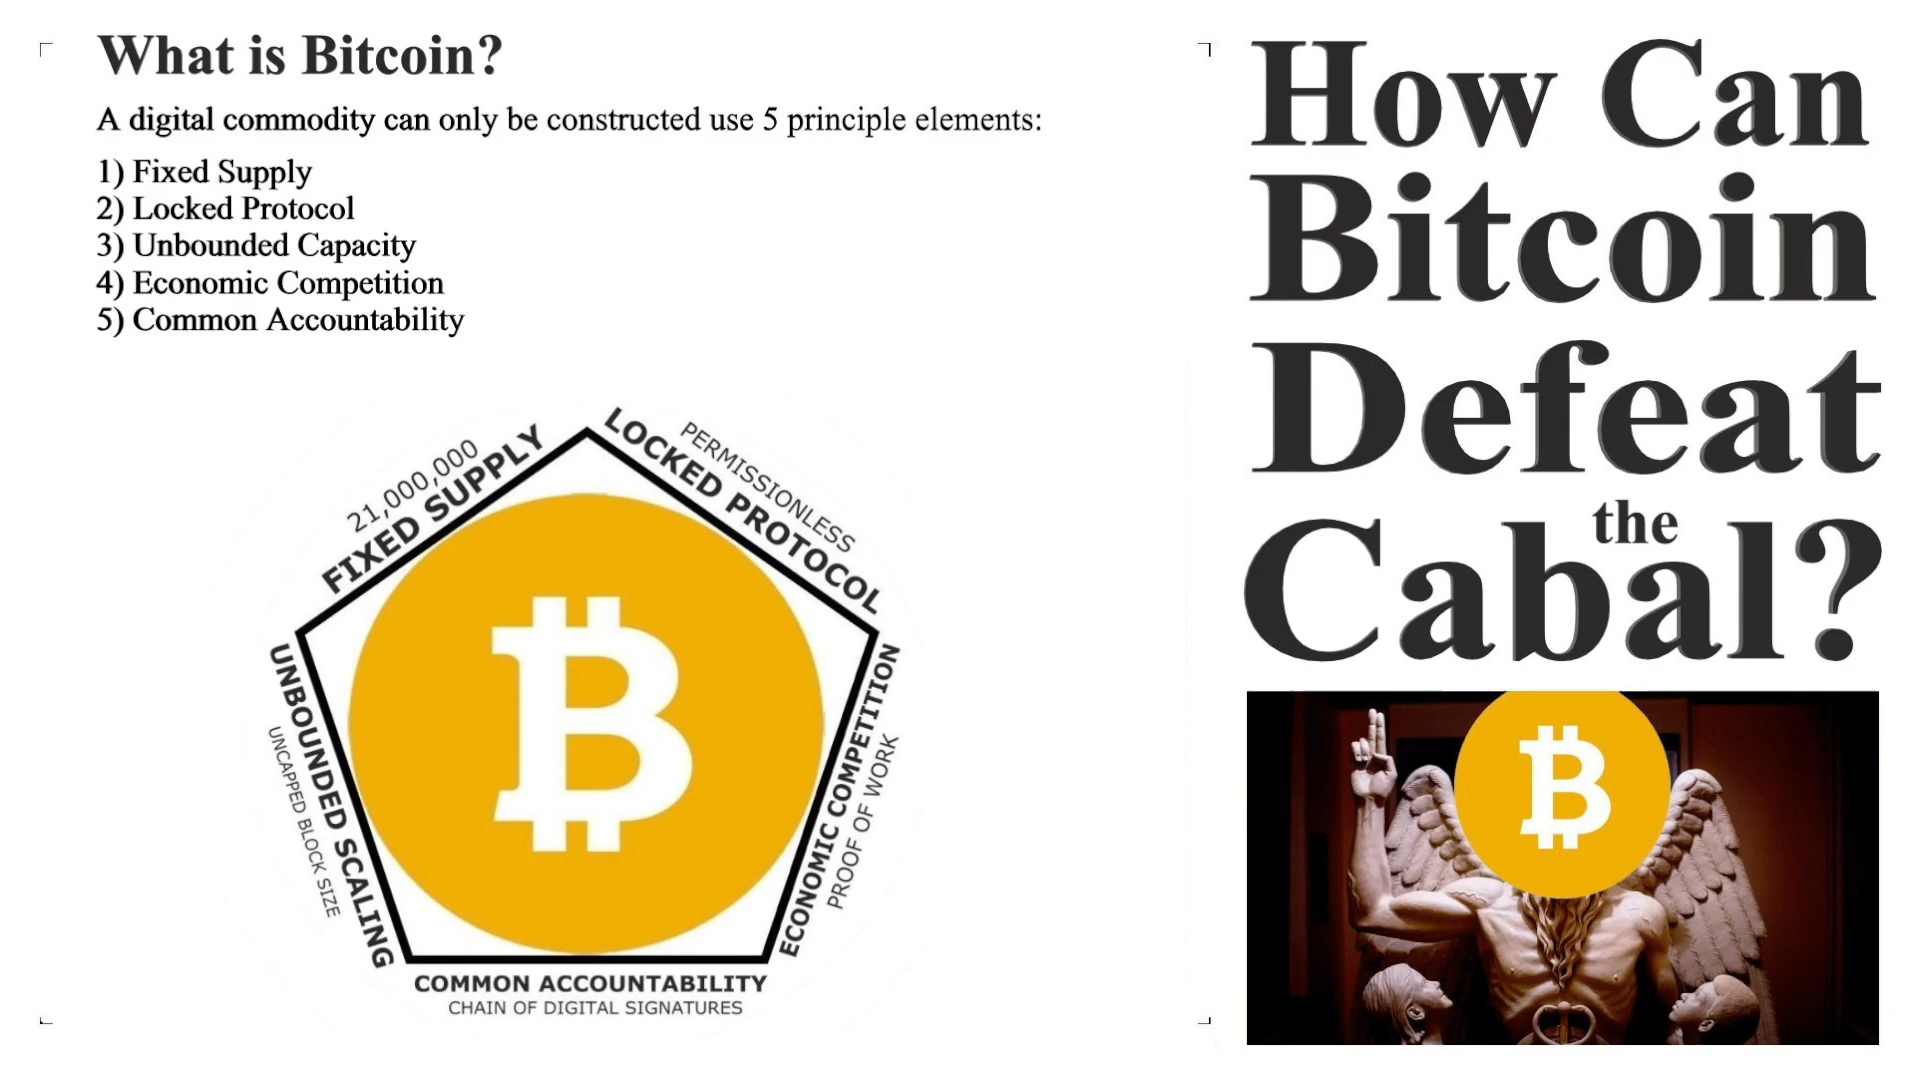 What is Bitcoin?
A digital commodity can only be constructed use 5 principle elements:
1) Fixed Supply
2) Locked Protocol
3) Unbounded Capacity
4) Economic Competition
5) Common Accountability
21,000,000
FIXED SUPPLY
PERMISSIONLESS
LOCKED PROTOCOL
UNBOUNDED SCALING
UNCAPPED BLOCK SIZE
ECONOMIC COMPETITION
PROOF OF WORK
COMMON ACCOUNTABILITY
CHAIN OF DIGITAL SIGNATURES
How Can
Bitcoin
Defeat
the
Cabal?